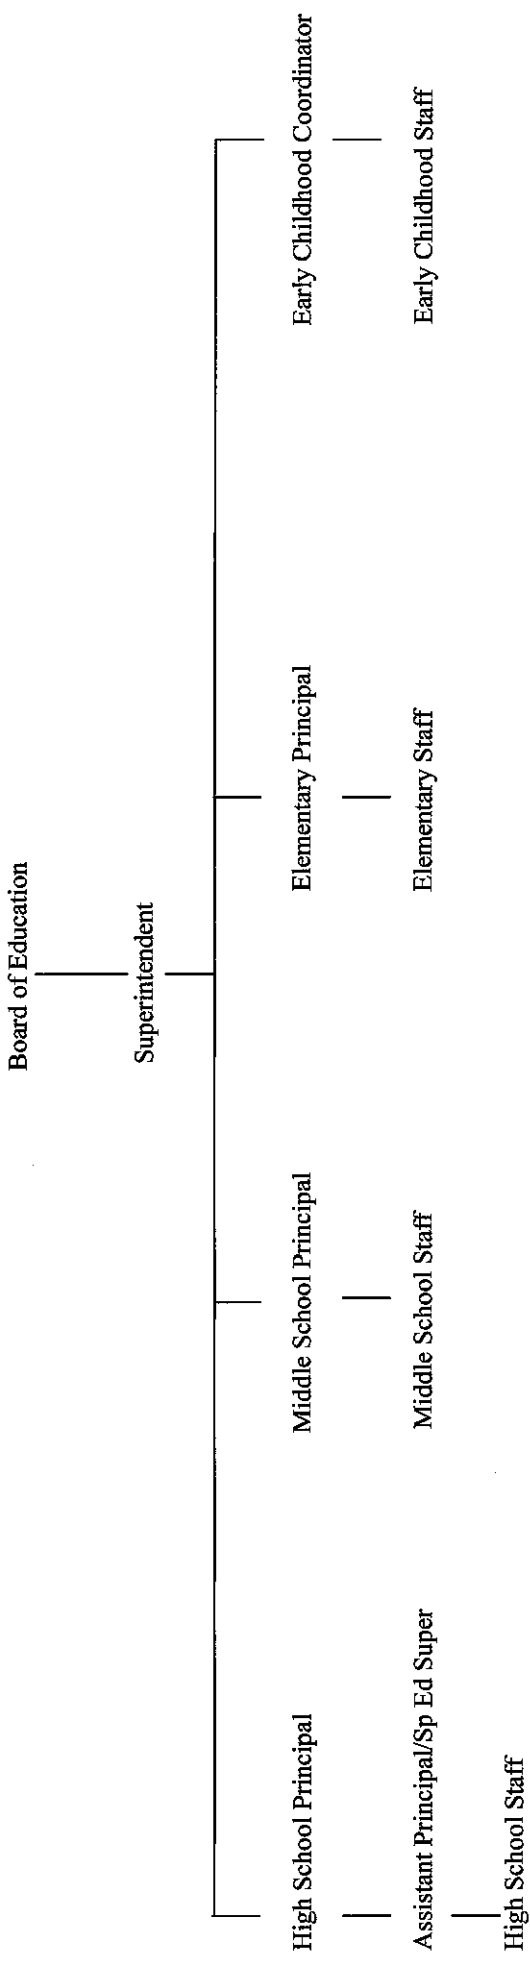 Board of Education
Superintendent
High School Principal
Middle School Principal
Elementary Principal
Early Childhood Coordinator
Assistant Principal/Sp Ed Super
Middle School Staff
Elementary Staff
Early Childhood Staff
High School Staff